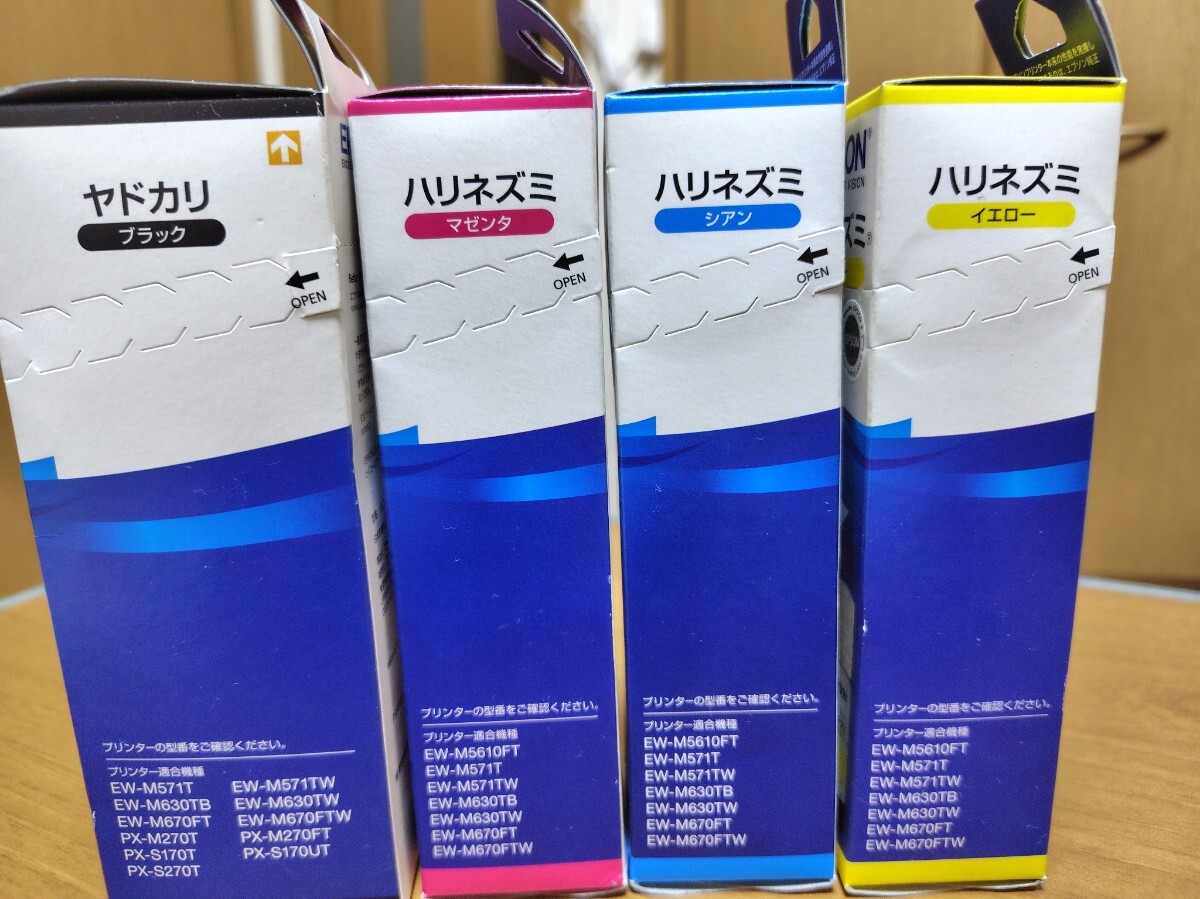 ヤドカリ
ブラック
OPEN
プリンターの型番をご確認ください。
プリンター適合機種
EW-M571T EW-M571TW
EW-M630TB EW-M630TW
EW-M670FT EW-M670FTW
PX-M270T PX-M270FT
PX-S170T PX-S170UT
PX-S270T
ハリネズミ
マゼンタ
OPEN
プリンターの型番をご確認ください。
プリンター適合機種
EW-M5610FT
EW-M571T
EW-M571TW
EW-M630TB
EW-M630TW
EW-M670FT
EW-M670FTW
ハリネズミ
シアン
OPEN
プリンターの型番をご確認ください。
プリンター適合機種
EW-M5610FT
EW-M571T
EW-M571TW
EW-M630TB
EW-M630TW
EW-M670FT
EW-M670FTW
ON
VISION
ズミ
EPSON
ハリネズミ
イエロー
OPEN
プリンターの型番をご確認ください。
プリンター適合機種
EW-M5610FT
EW-M571T
EW-M571TW
EW-M630TB
EW-M630TW
EW-M670FT
EW-M670FTW